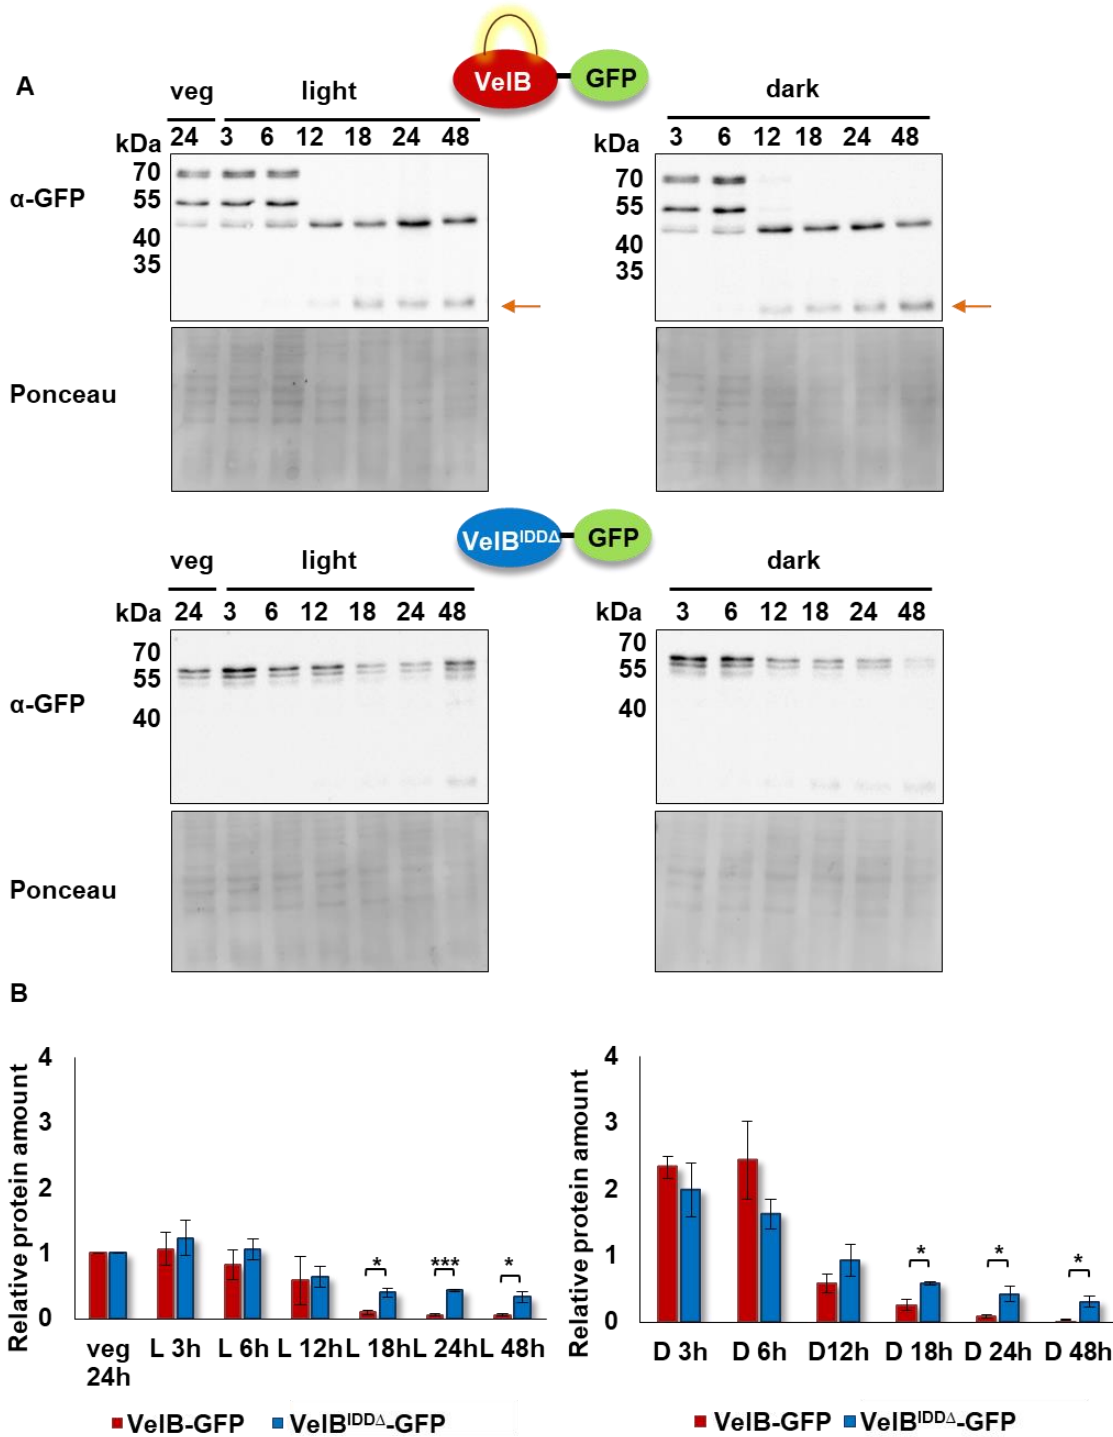 VelB GFP
A
veg light dark
kDa 24 3 6 12 18 24 48
kDa 3 6 12 18 24 48
α-GFP
70
55
40
35
70
55
40
35
Ponceau
VelBIDDΔ GFP
veg light dark
kDa 24 3 6 12 18 24 48
kDa 3 6 12 18 24 48
α-GFP
70
55
40
70
55
40
Ponceau
B
Relative protein amount
4
3
2
1
0
* *** *
veg 24h L 3h L 6h L 12h L 18h L 24h L 48h
VelB-GFP VelBIDDΔ-GFP
Relative protein amount
4
3
2
1
0
* * *
D 3h D 6h D12h D 18h D 24h D 48h
VelB-GFP VelBIDDΔ-GFP